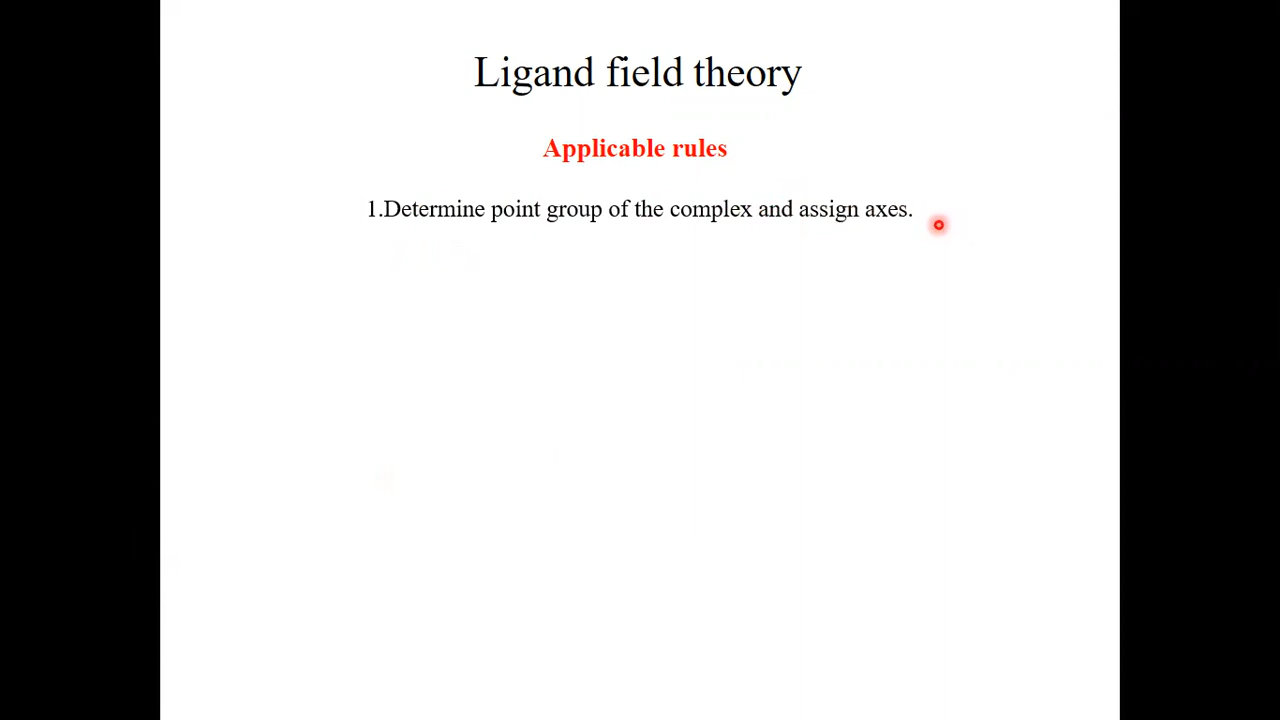 Ligand field theory
Applicable rules
1.Determine point group of the complex and assign axes.